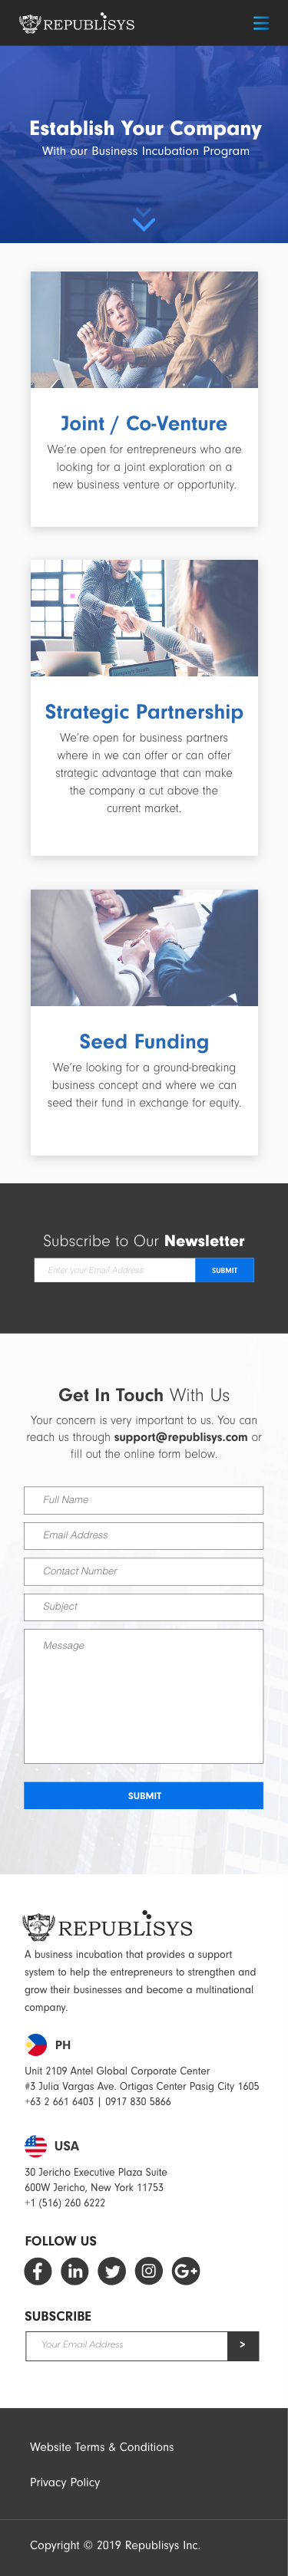 REPUBLISYS
Establish Your Company
With our Business Incubation Program
Joint / Co-Venture
We're open for entrepreneurs who are
looking for a joint exploration on a
new business venture or opportunity.
Strategic Partnership
We're open for business partners
where in we can offer or can offer
strategic advantage that can make
the company a cut above the
current market.
Seed Funding
We're looking for a ground-breaking
business concept and where we can
seed their fund in exchange for equity.
Subscribe to Our Newsletter
Enter your Email Address
SUBMIT
Get In Touch With Us
Your concern is very important to us. You can
reach us through support@republisys.com or
fill out the online form below.
Full Name
Email Address
Contact Number
Subject
Message
SUBMIT
REPUBLISYS
A business incubation that provides a support
system to help the entrepreneurs to strengthen and
grow their businesses and become a multinational
company.
PH
Unit 2109 Antel Global Corporate Center
#3 Julia Vargas Ave. Ortigas Center Pasig City 1605
+63 2 661 6403 | 0917 830 5866
USA
30 Jericho Executive Plaza Suite
600W Jericho, New York 11753
+1 (516) 260 6222
FOLLOW US
f in G+
SUBSCRIBE
Your Email Address
>
Website Terms & Conditions
Privacy Policy
Copyright © 2019 Republisys Inc.